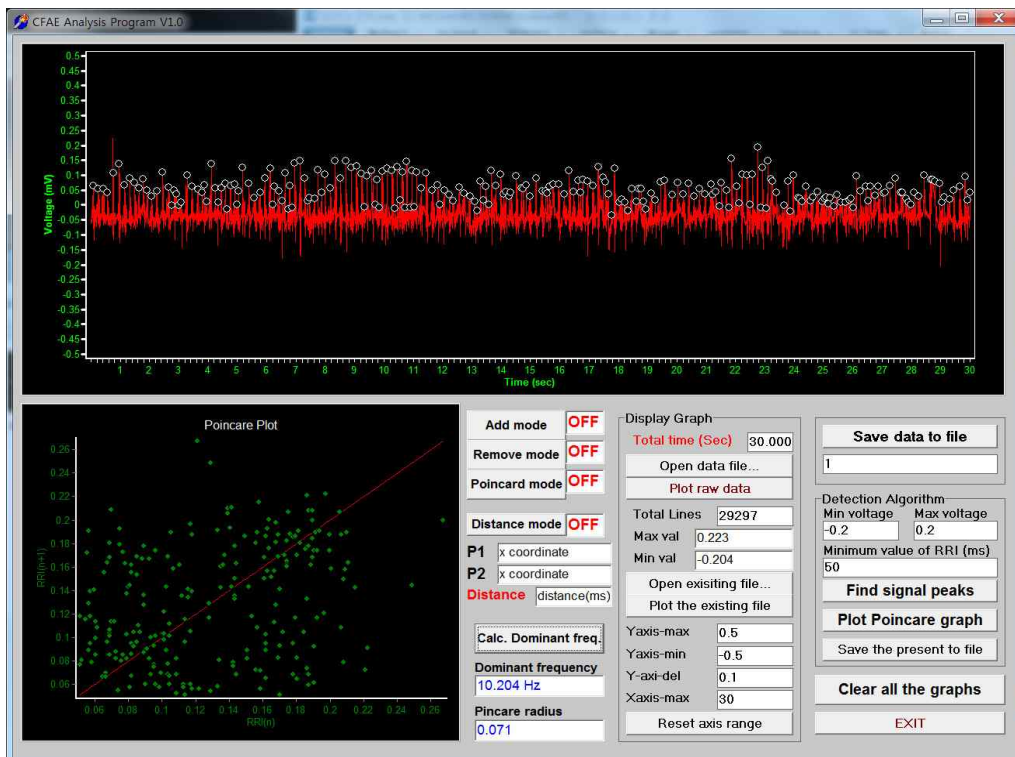 CFAE Analysis Program V1.0
0.5
0.45
0.4
0.35
0.3
0.25
0.2
0.15
0.1
0.05
0
-0.05
-0.1
-0.15
-0.2
-0.25
-0.3
-0.35
-0.4
-0.45
-0.5
Voltage (mV)
1 2 3 4 5 6 7 8 9 10 11 12 13 14 15 16 17 18 19 20 21 22 23 24 25 26 27 28 29 30
Time (sec)
Poincare Plot
0.26
0.24
0.22
0.2
0.18
0.16
0.14
0.12
0.1
0.08
0.06
RRI(n+1)
0.06 0.08 0.1 0.12 0.14 0.16 0.18 0.2 0.22 0.24 0.26
RRI(n)
Add mode OFF
Remove mode OFF
Poincard mode OFF
Distance mode OFF
P1 x coordinate
P2 x coordinate
Distance distance(ms)
Calc. Dominant freq.
Dominant frequency
10.204 Hz
Pincare radius
0.071
Display Graph
Total time (Sec) 30.000
Open data file...
Plot raw data
Total Lines 29297
Max val 0.223
Min val -0.204
Open exisiting file...
Plot the existing file
Yaxis-max 0.5
Yaxis-min -0.5
Y-axi-del 0.1
Xaxis-max 30
Reset axis range
Save data to file
1
Detection Algorithm
Min voltage Max voltage
-0.2 0.2
Minimum value of RRI (ms)
50
Find signal peaks
Plot Poincare graph
Save the present to file
Clear all the graphs
EXIT